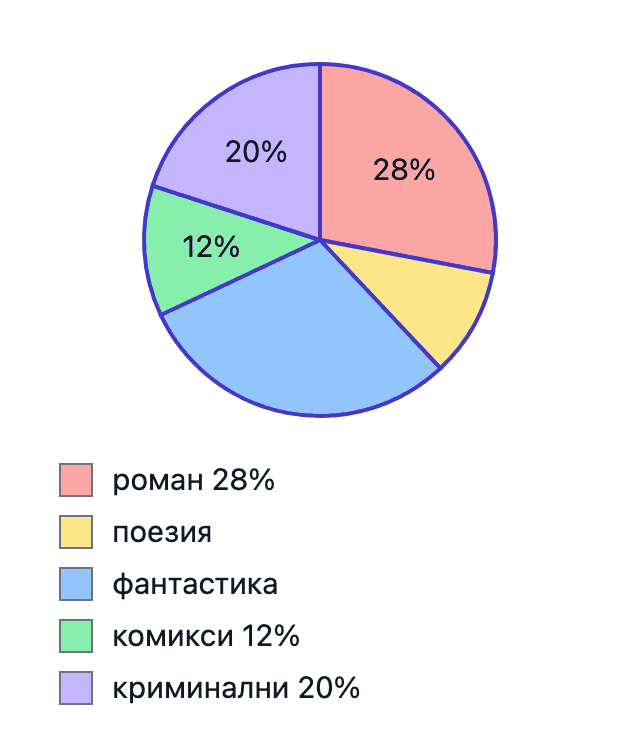 20%
28%
12%
роман 28%
поезия
фантастика
комикси 12%
криминални 20%